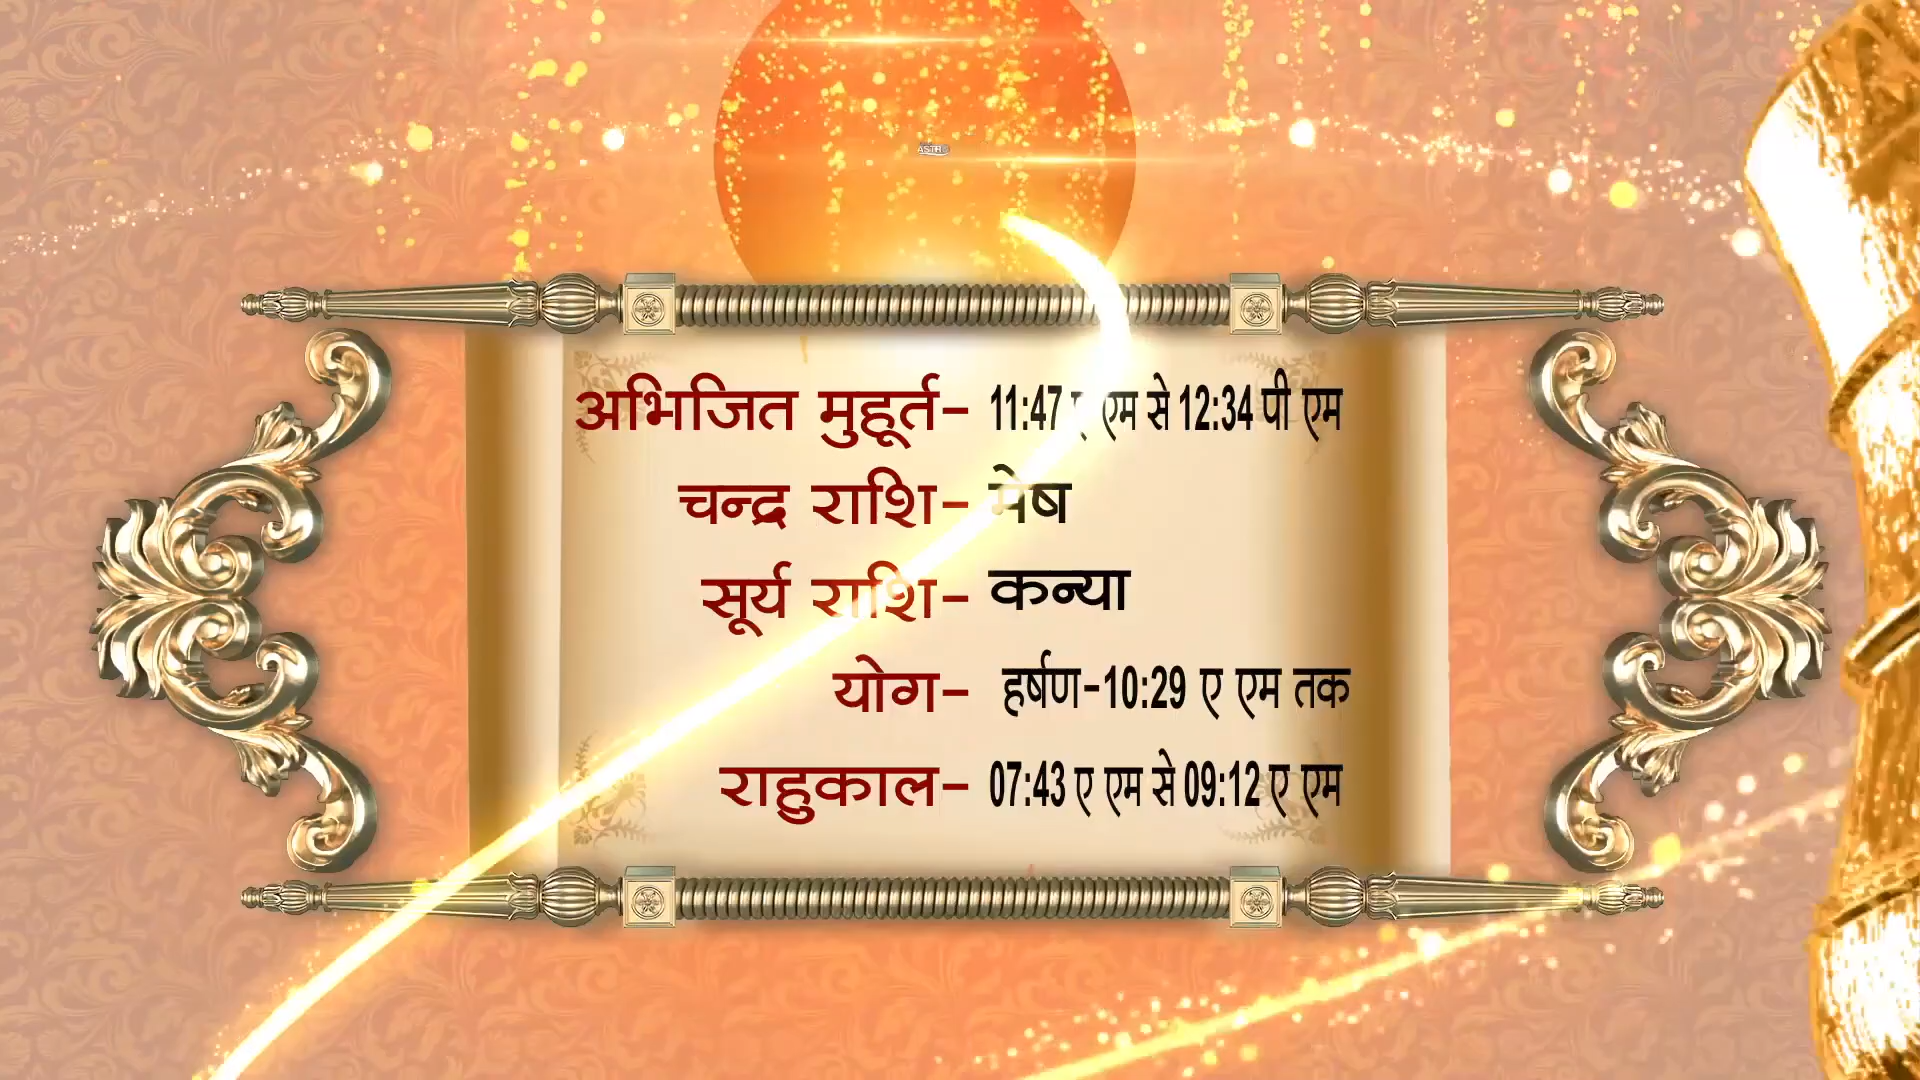 ASTRO
अभिजित मुहूर्त- 11:47 ए एम से 12:34 पी एम
चन्द्र राशि- मेष
सूर्य राशि- कन्या
योग- हर्षण-10:29 ए एम तक
राहुकाल- 07:43 ए एम से 09:12 ए एम